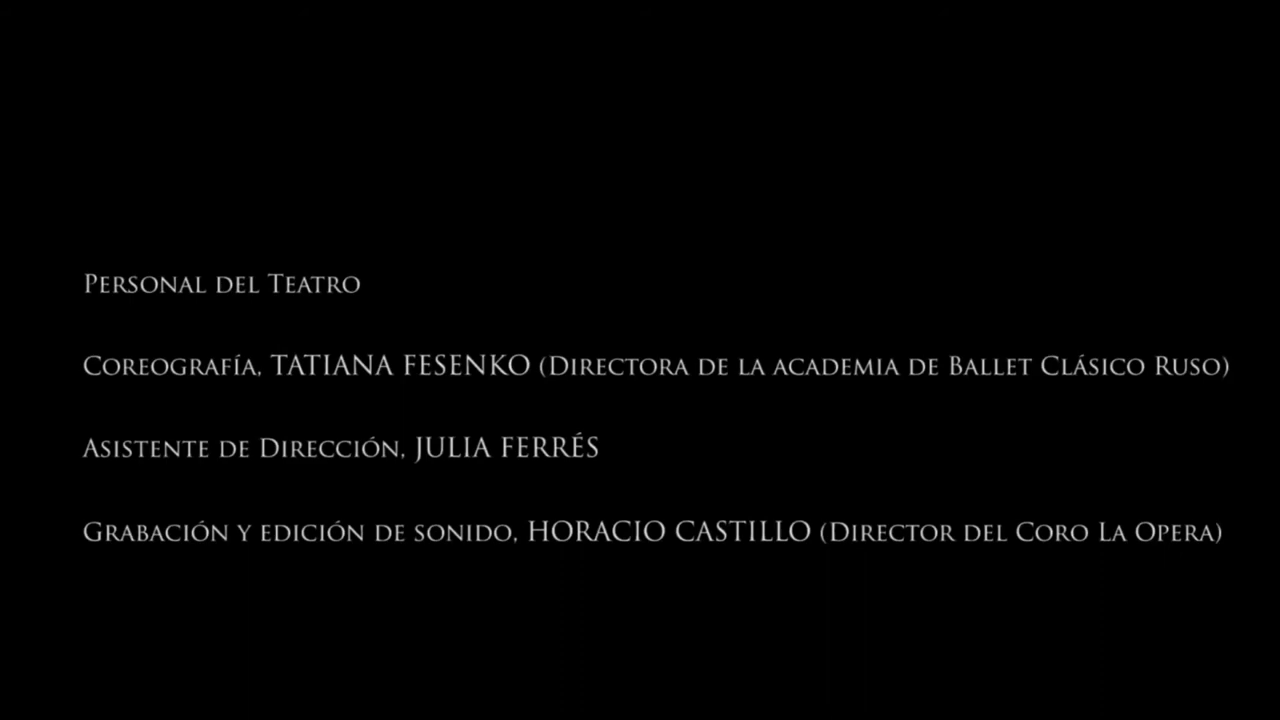 Personal del Teatro
Coreografía, TATIANA FESENKO (Directora de la academia de Ballet Clásico Ruso)
Asistente de Dirección, JULIA FERRÉS
Grabación y edición de sonido, HORACIO CASTILLO (Director del Coro La Opera)